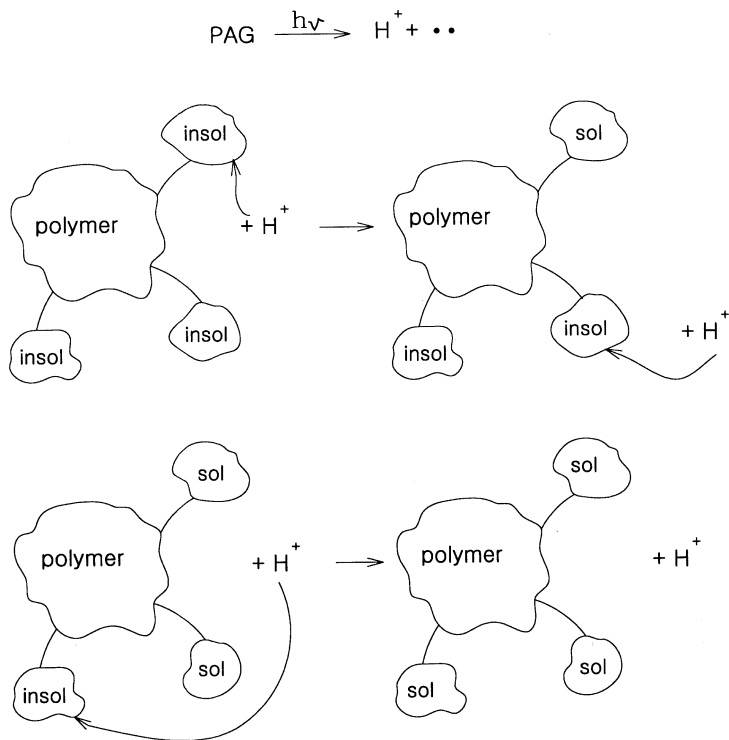 PAG hν H⁺ + ••
insol sol
polymer + H⁺ polymer
insol insol + H⁺
insol insol
sol sol
polymer + H⁺ polymer + H⁺
sol sol
insol sol